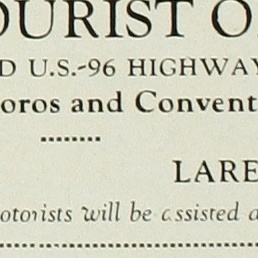 OURIST O
D U.S.-96 HIGHWAY
oros and Convent
LARE
otorists will be assisted a